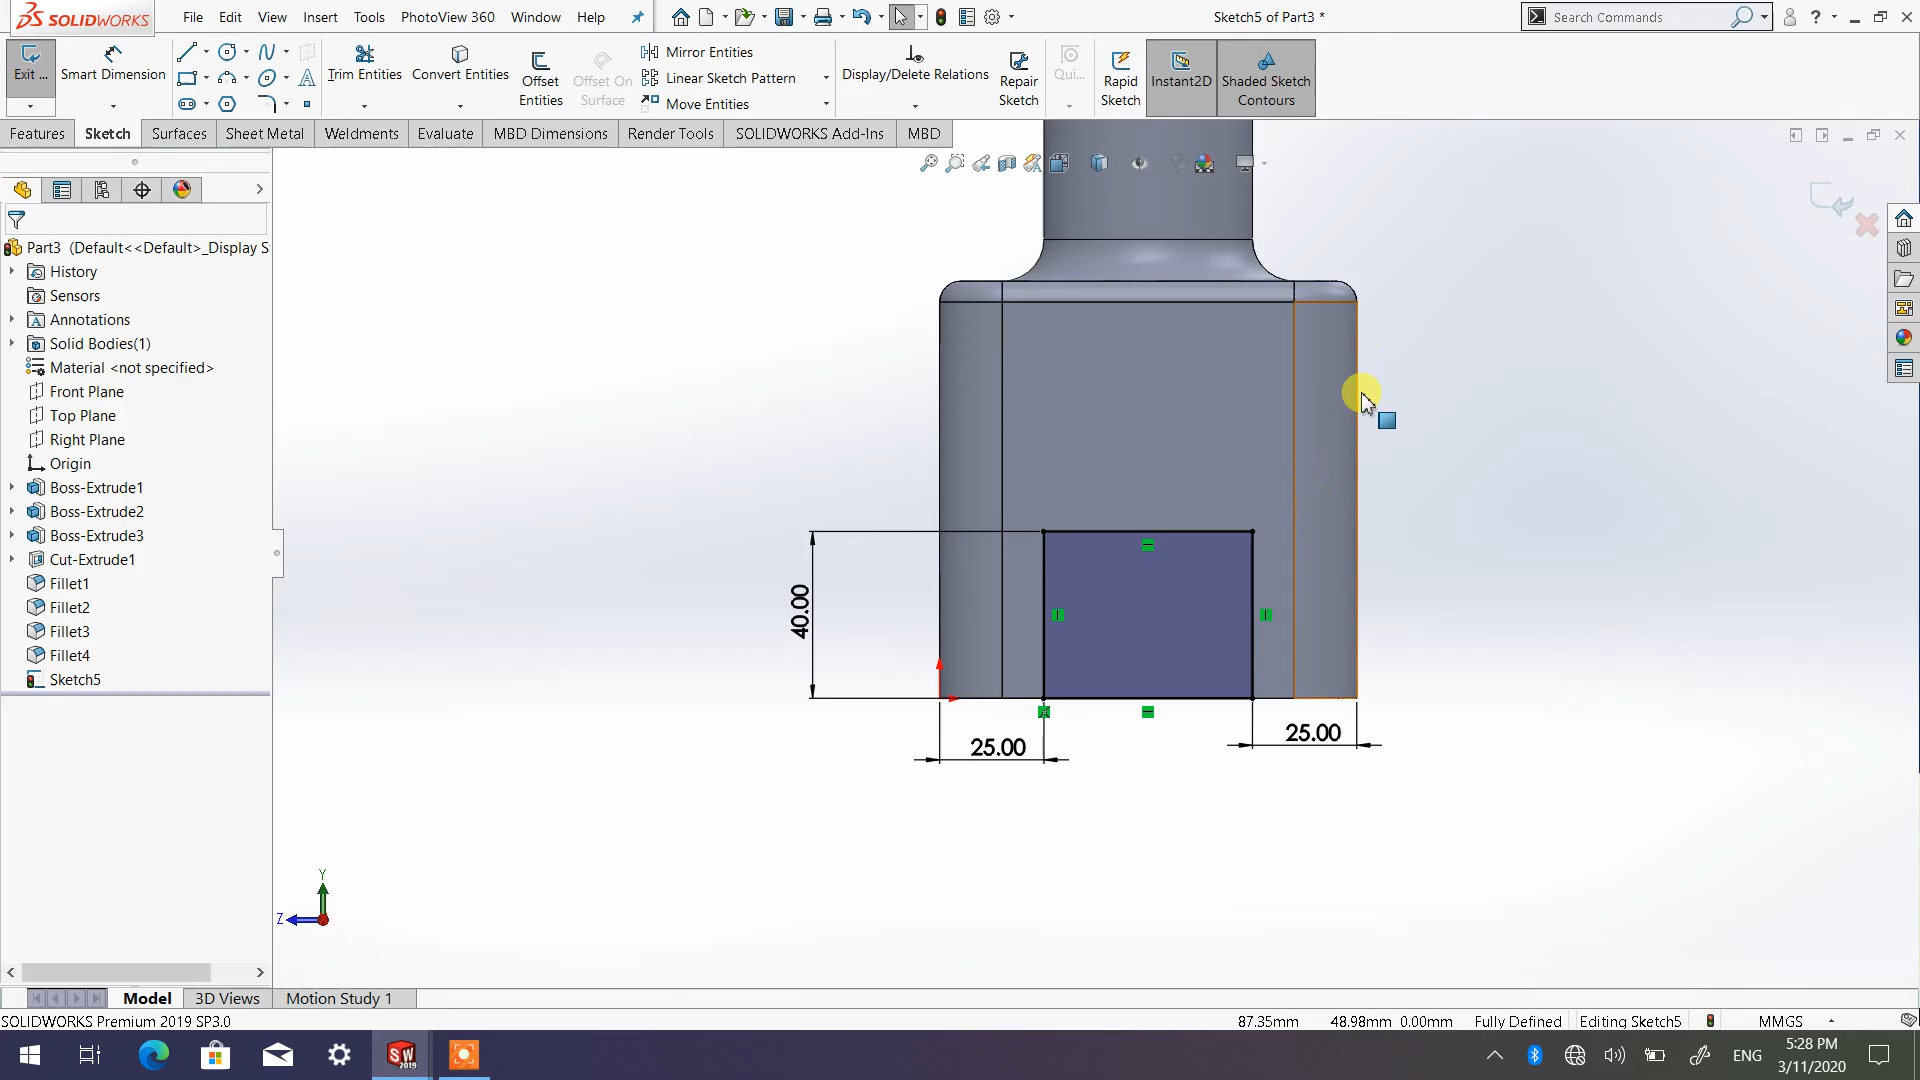 SOLIDWORKS File Edit View Insert Tools PhotoView 360 Window Help Sketch5 of Part3 * Search Commands
Exit ... Smart Dimension Trim Entities Convert Entities Offset Entities Offset On Surface Mirror Entities Display/Delete Relations Repair Sketch Qui... Rapid Sketch Instant2D Shaded Sketch Contours
Linear Sketch Pattern
Move Entities
Features Sketch Surfaces Sheet Metal Weldments Evaluate MBD Dimensions Render Tools SOLIDWORKS Add-Ins MBD
Part3 (Default<<Default>_Display S
History
Sensors
Annotations
Solid Bodies(1)
Material <not specified>
Front Plane
Top Plane
Right Plane
Origin
Boss-Extrude1
Boss-Extrude2
Boss-Extrude3
Cut-Extrude1
Fillet1
Fillet2
Fillet3
Fillet4
Sketch5
40.00
25.00
25.00
Y
Z
Model 3D Views Motion Study 1
SOLIDWORKS Premium 2019 SP3.0 87.35mm 48.98mm 0.00mm Fully Defined Editing Sketch5 MMGS
SW 2019 ENG 5:28 PM
3/11/2020